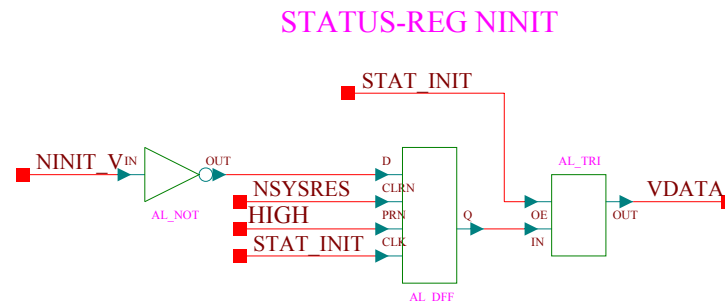 STATUS-REG NINIT
STAT_INIT
NINIT_V
IN
OUT
D
AL_TRI
NSYSRES
CLRN
VDATA
HIGH
PRN
Q
OE
OUT
AL_NOT
STAT_INIT
CLK
IN
AL_DFF